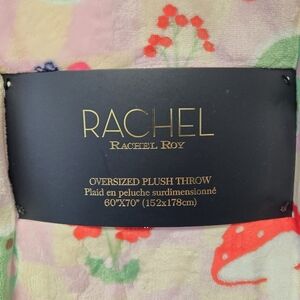 RACHEL
RACHEL ROY
OVERSIZED PLUSH THROW
Plaid en peluche surdimensionné
60"X70" (152x178cm)